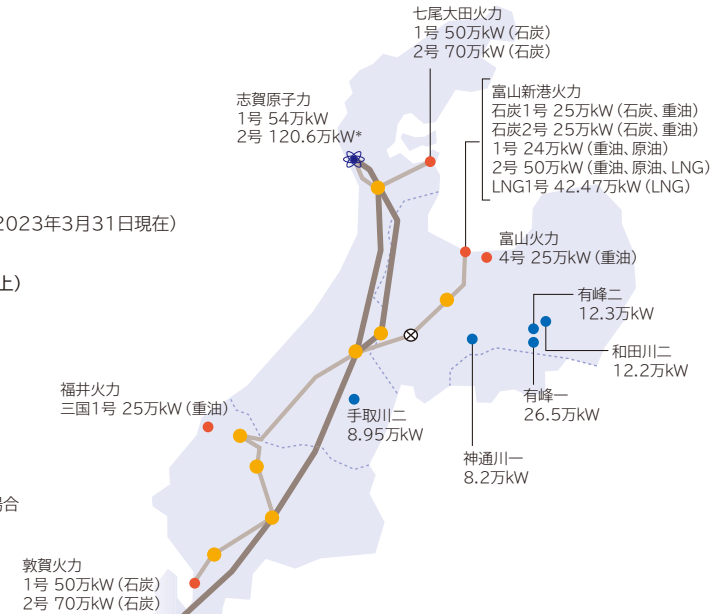 七尾大田火力
1号 50万kW（石炭）
2号 70万kW（石炭）
志賀原子力
1号 54万kW
2号 120.6万kW*
富山新港火力
石炭1号 25万kW（石炭、重油）
石炭2号 25万kW（石炭、重油）
1号 24万kW（重油、原油）
2号 50万kW（重油、原油、LNG）
LNG1号 42.47万kW（LNG）
2023年3月31日現在）
富山火力
4号 25万kW（重油）
上）
有峰二
12.3万kW
和田川二
12.2万kW
有峰一
26.5万kW
福井火力
三国1号 25万kW（重油）
手取川二
8.95万kW
神通川一
8.2万kW
場合
敦賀火力
1号 50万kW（石炭）
2号 70万kW（石炭）